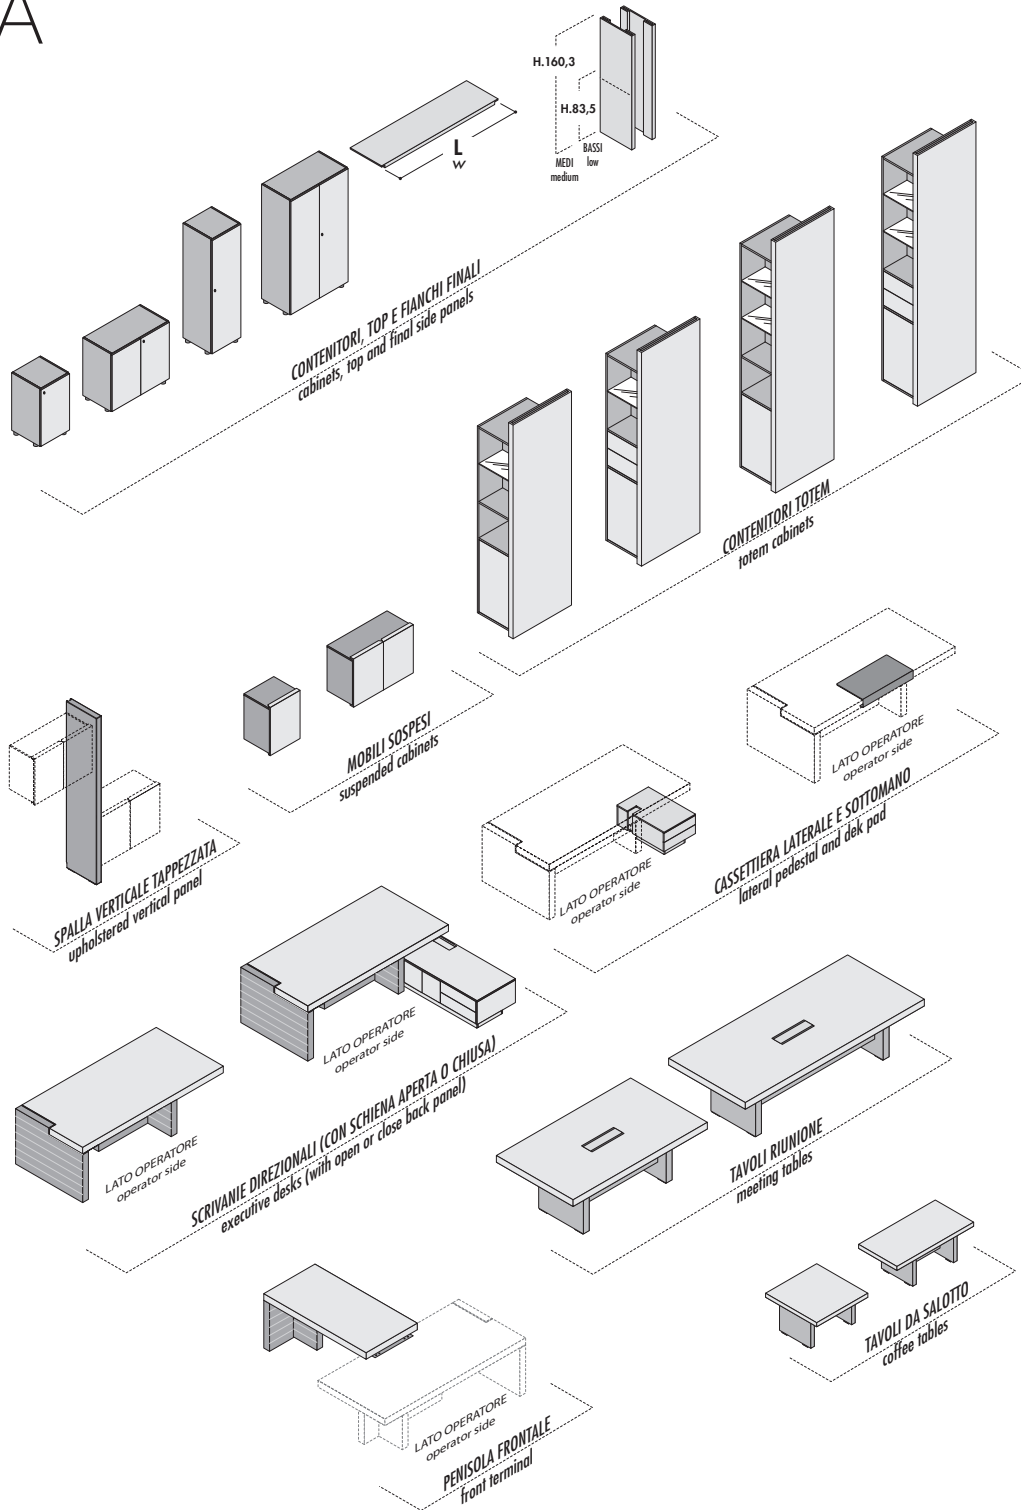 A
H.160,3
H.83,5
L
W
BASSI
low
MEDI
medium
CONTENITORI, TOP E FIANCHI FINALI
cabinets, top and final side panels
CONTENITORI TOTEM
totem cabinets
MOBILI SOSPESI
suspended cabinets
LATO OPERATORE
operator side
CASSETTIERA LATERALE E SOTTOMANO
lateral pedestal and dek pad
LATO OPERATORE
operator side
SPALLA VERTICALE TAPPEZZATA
upholstered vertical panel
LATO OPERATORE
operator side
LATO OPERATORE
operator side
SCRIVANIE DIREZIONALI (CON SCHIENA APERTA O CHIUSA)
executive desks (with open or close back panel)
TAVOLI RIUNIONE
meeting tables
TAVOLI DA SALOTTO
coffee tables
LATO OPERATORE
operator side
PENISOLA FRONTALE
front terminal